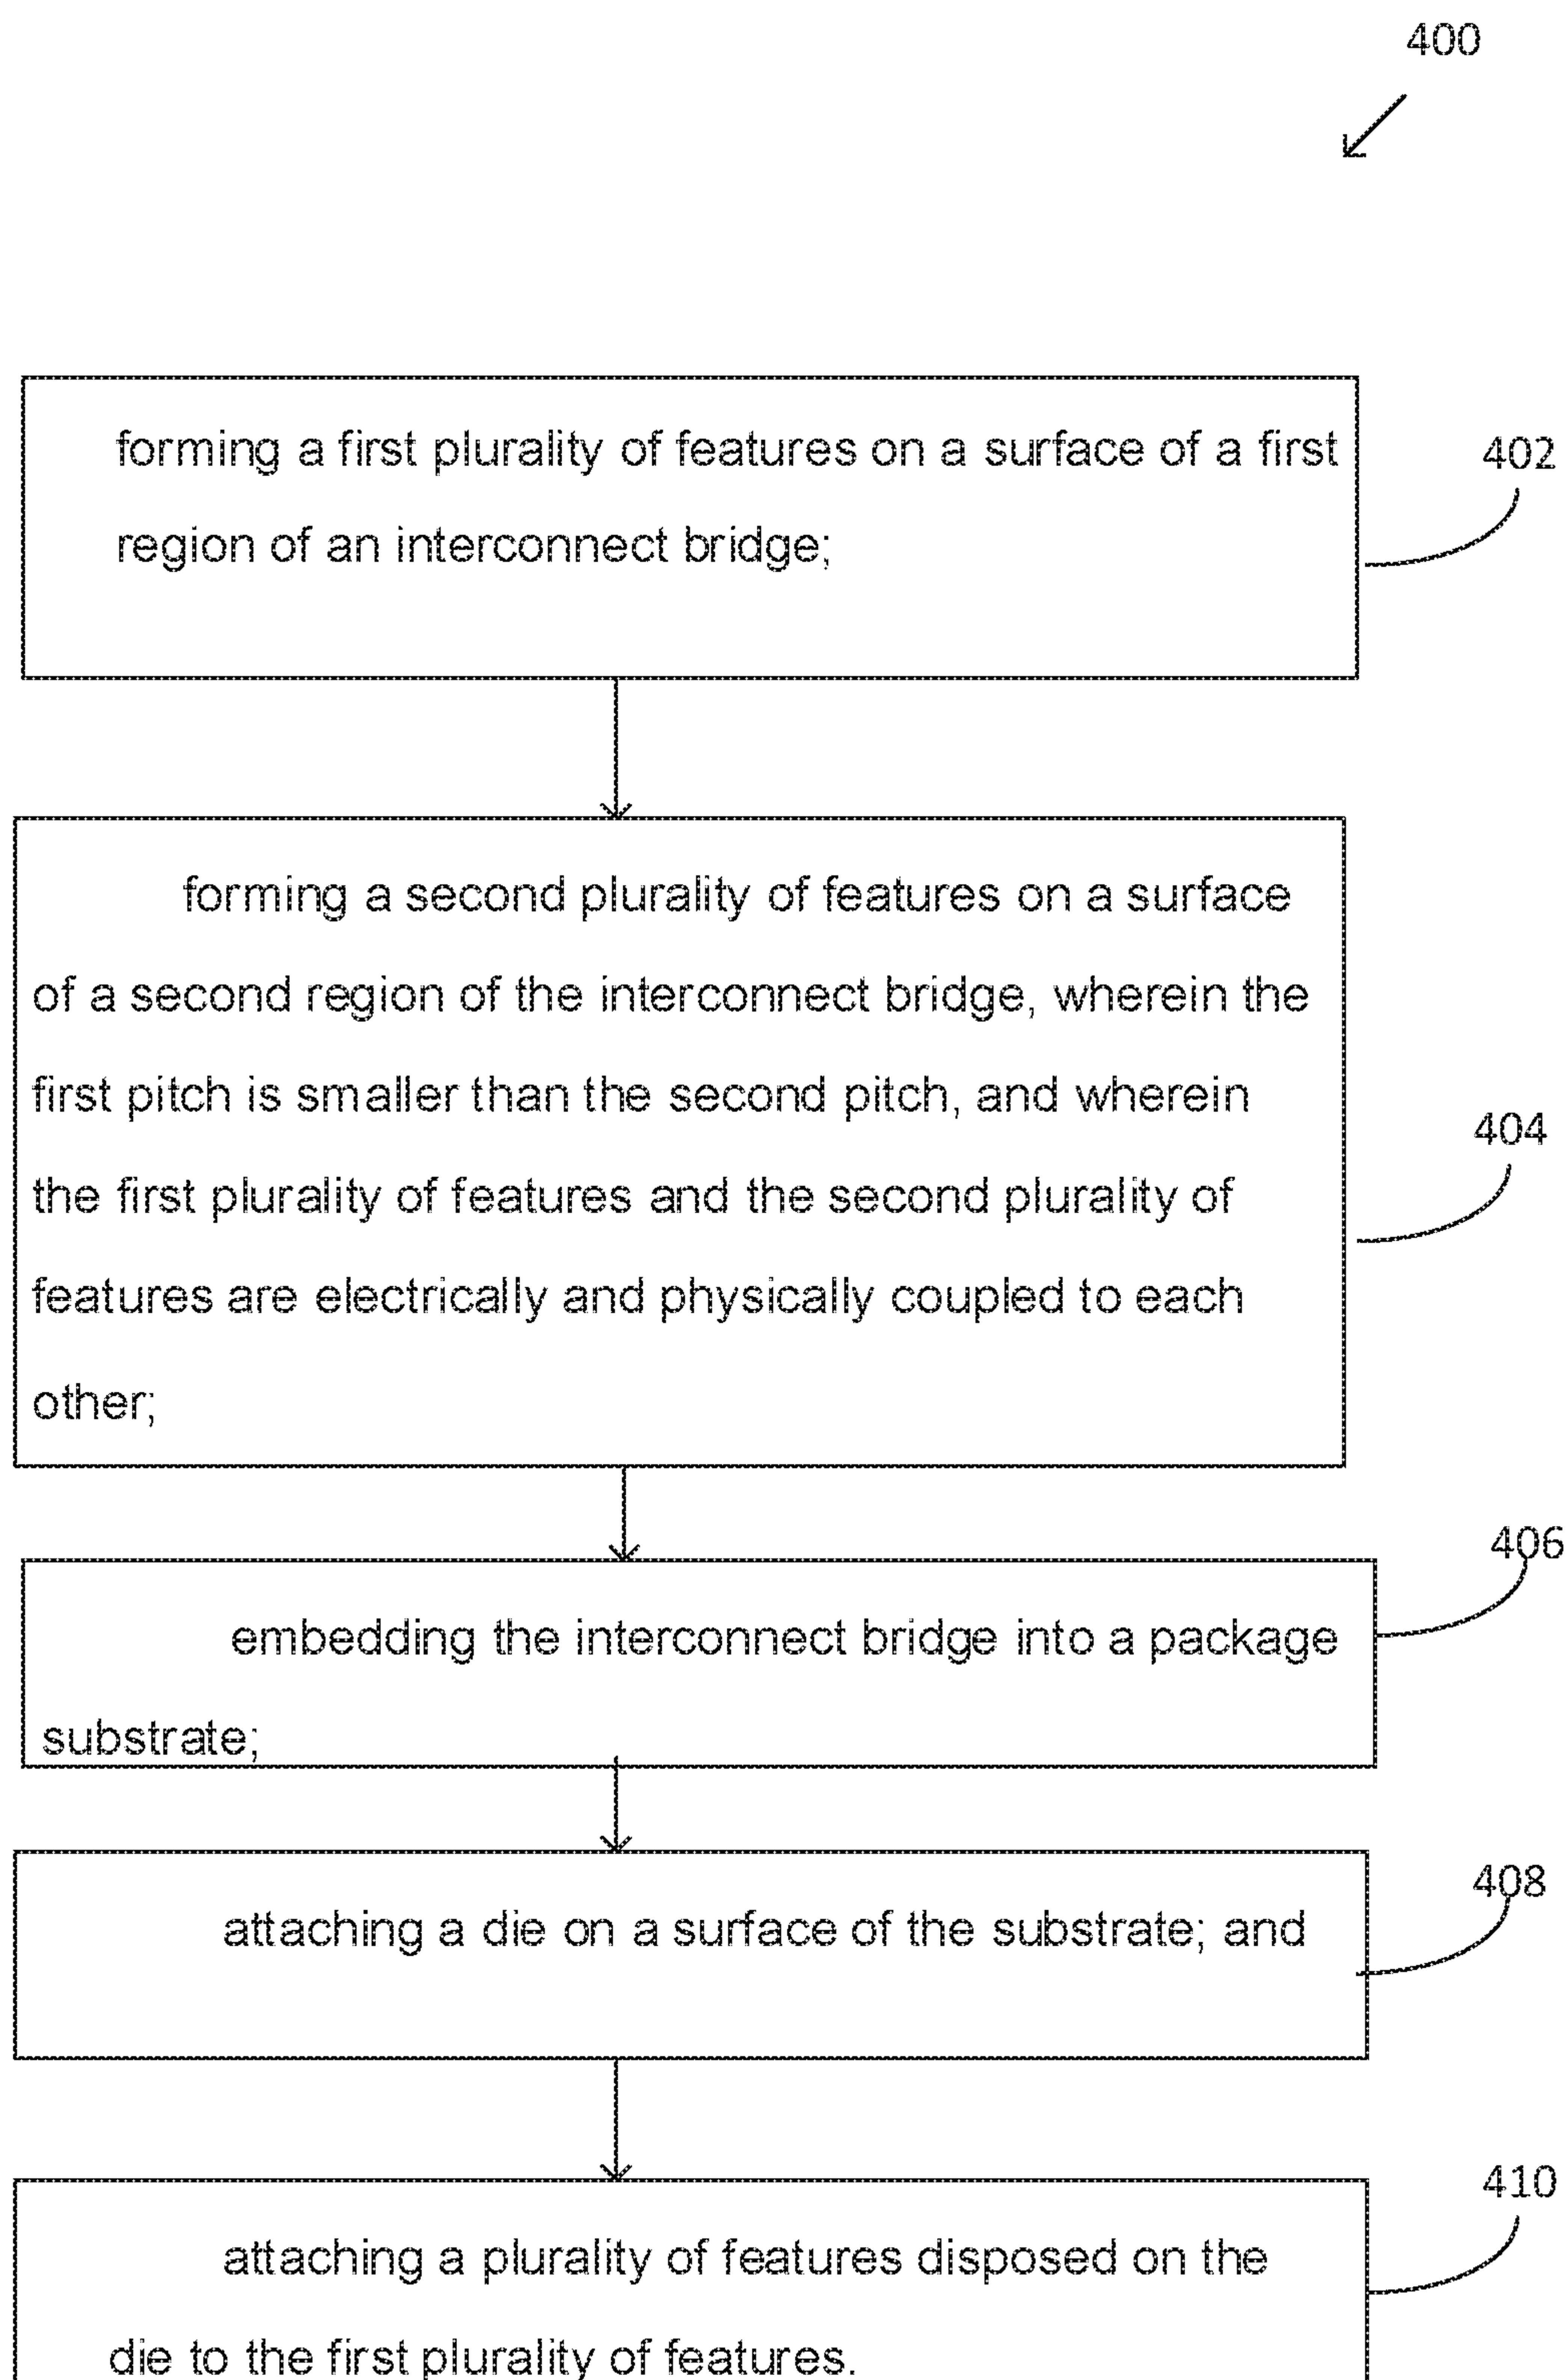 400
forming a first plurality of features on a surface of a first
402
region of an interconnect bridge;
forming a second plurality of features on a surface
of a second region of the interconnect bridge, wherein the
first pitch is smaller than the second pitch, and wherein
404
the first plurality of features and the second plurality of
features are electrically and physically coupled to each
other;
406
embedding the interconnect bridge into a package
substrate;
408
attaching a die on a surface of the substrate; and
410
attaching a plurality of features disposed on the
die to the first plurality of features.